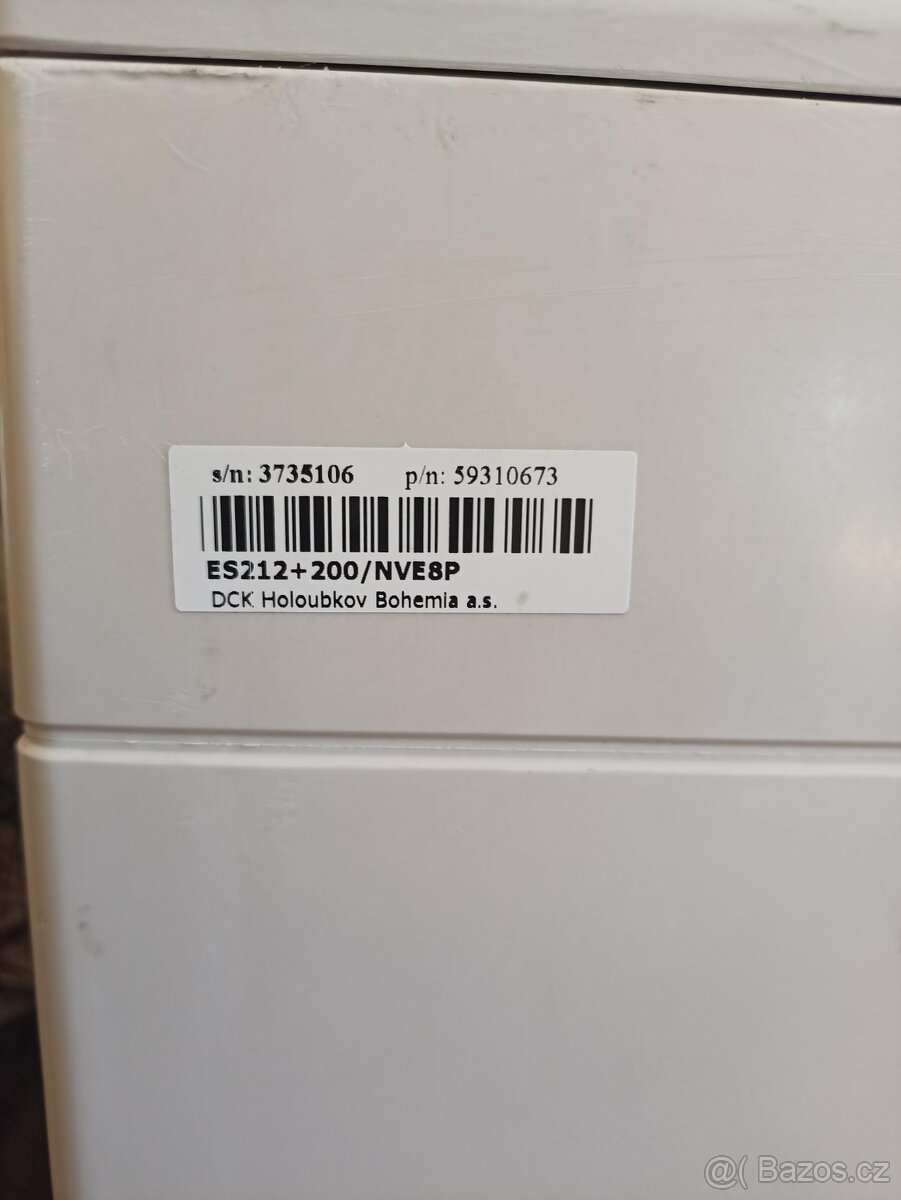 s/n: 3735106 p/n: 59310673
ES212+200/NVE8P
DCK Holoubkov Bohemia a.s.
@( Bazos.cz